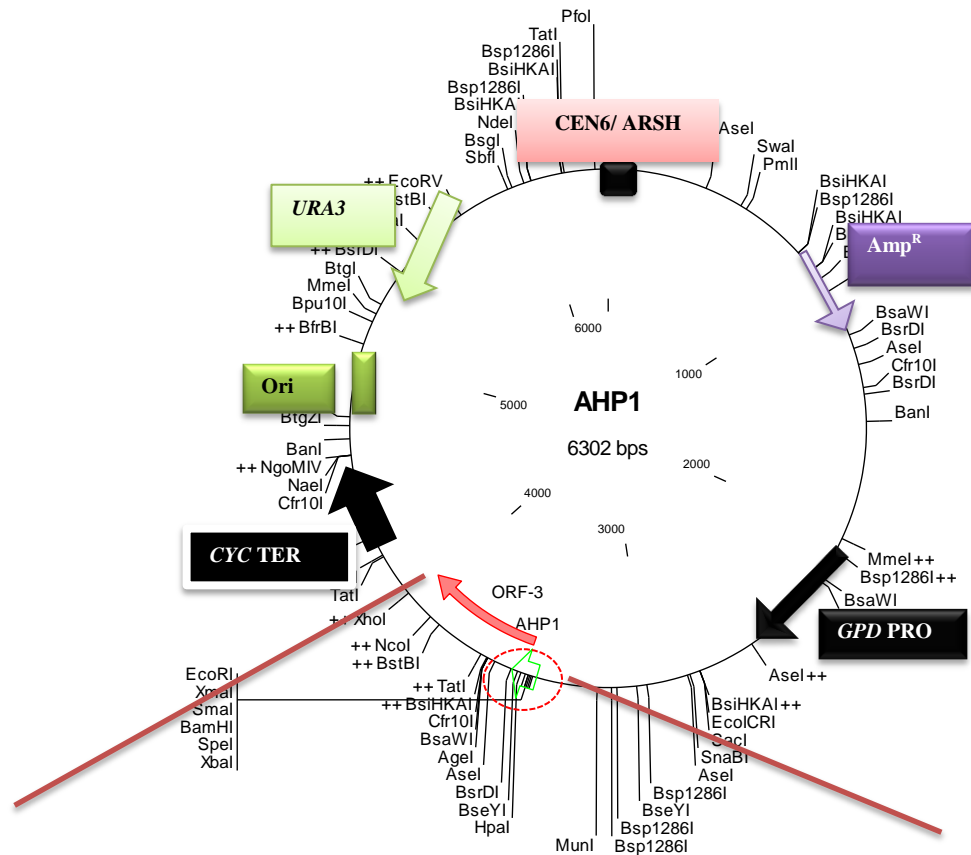 PfoI
TatI
Bsp1286I
BsiHKAI
Bsp1286I
BsiHKAI
NdeI
BsgI
SbfI
CEN6/ ARSH
AseI
SwaI
PmlI
++ EcoRV
BstBI
URA3
++ BsrDI
BtgI
MmeI
Bpu10I
++ BfrBI
BsiHKAI
Bsp1286I
BsiHKAI
Amp^R
BsaWI
BsrDI
AseI
Cfr10I
BsrDI
BanI
6000
1000
5000
AHP1
6302 bps
2000
4000
3000
Ori
BtgZI
BanI
++ NgoMIV
NaeI
Cfr10I
CYC TER
TatI
++ XhoI
++ NcoI
++ BstBI
ORF-3
AHP1
MmeI++
Bsp1286I++
BsaWI
GPD PRO
AseI++
EcoRI
XmaI
SmaI
BamHI
SpeI
XbaI
++ TatI
++ BsiHKAI
Cfr10I
BsaWI
AgeI
AseI
BsrDI
BseYI
HpaI
BsiHKAI++
EcoICRI
SacI
SnaBI
AseI
Bsp1286I
BseYI
Bsp1286I
Bsp1286I
MunI